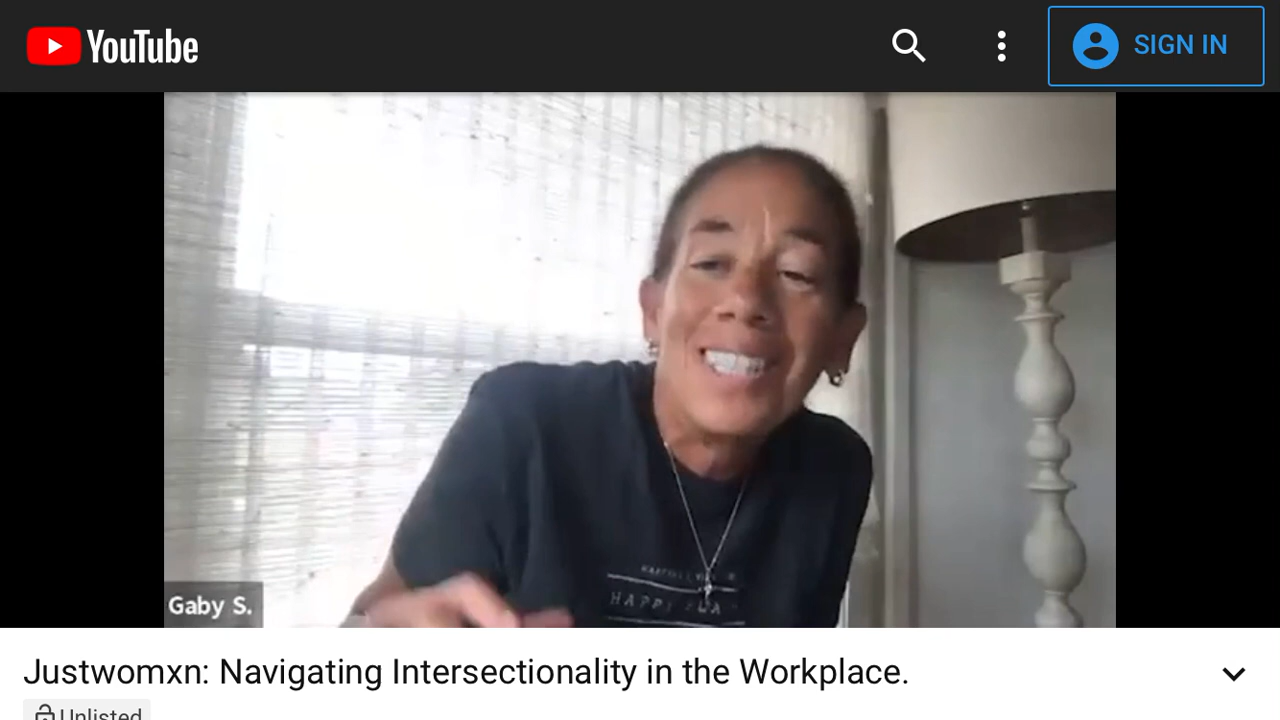 YouTube
SIGN IN
HAPPY
Gaby S.
Justwomxn: Navigating Intersectionality in the Workplace.
Unlisted